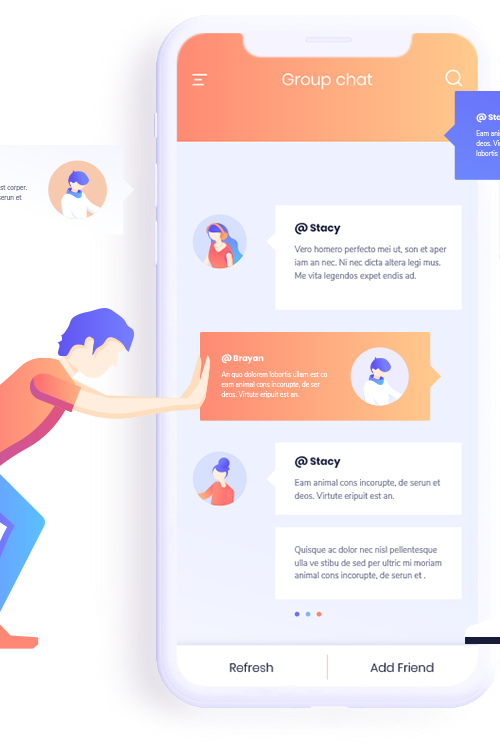 Group chat
@ Sta
Eam ani
deos. Vi
lobortis
st corper.
serun et
@ Stacy
Vero homero perfecto mei ut, son et aper
iam an nec. Ni nec dicta altera legi mus.
Me vita legendos expet endis ad.
@ Brayan
An quo dolorem lobortis ullam est co
eam animal cons incorupte, de ser
deos. Virtute eripuit est an.
@ Stacy
Eam animal cons incorupte, de serun et
deos. Virtute eripuit est an.
Quisque ac dolor nec nisl pellentesque
ulla ve stibu de sed per ultric mi moriam
animal cons incorupte, de serun et .
Refresh
Add Friend